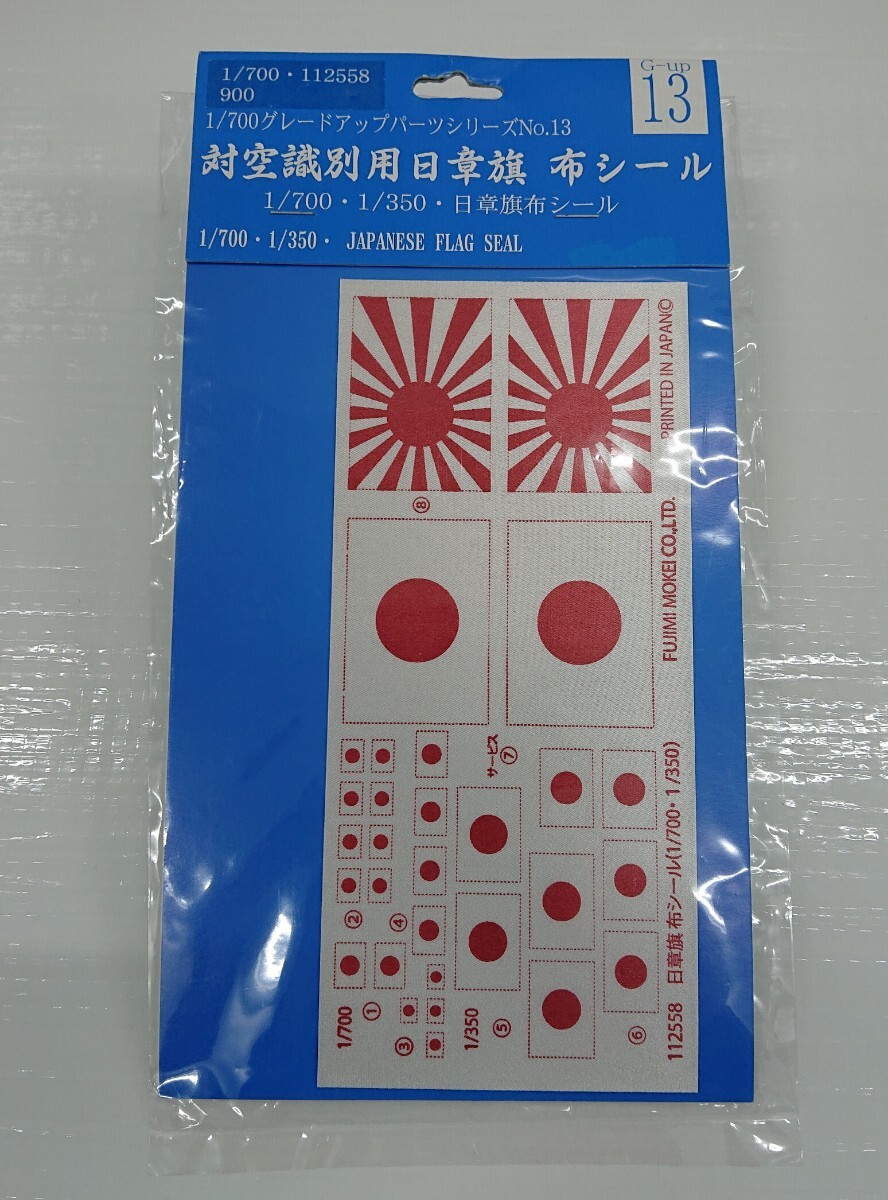 1/700・112558
900
G-up
13
1/700グレードアップパーツシリーズNo.13
対空識別用日章旗 布シール
1/700・1/350・日章旗布シール
1/700・1/350・ JAPANESE FLAG SEAL
⑧
サービス
⑦
②
④
1/700
①
③
1/350
⑤
⑥
112558 日章旗 布シール(1/700・1/350) FUJIMI MOKEI CO.,LTD. PRINTED IN JAPAN©